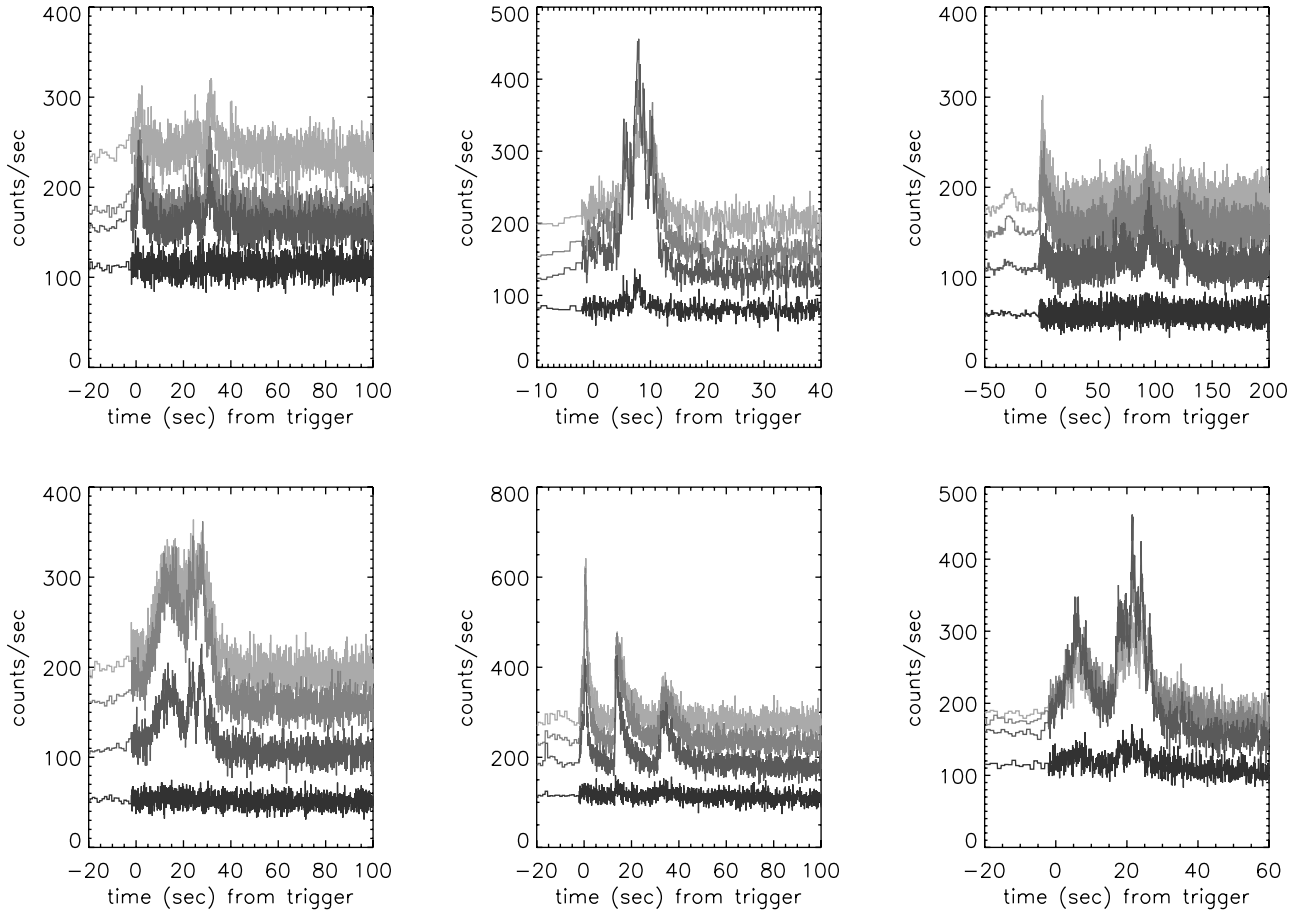 400 500 400
300 400 300
200 300 200
100 200 100
0 100 0
0
counts/sec counts/sec counts/sec
−20 0 20 40 60 80 100 −10 0 10 20 30 40 −50 0 50 100 150 200
time (sec) from trigger time (sec) from trigger time (sec) from trigger
400 800 500
300 600 400
200 400 300
100 200 200
0 0 100
0
counts/sec counts/sec counts/sec
−20 0 20 40 60 80 100 −20 0 20 40 60 80 100 −20 0 20 40 60
time (sec) from trigger time (sec) from trigger time (sec) from trigger